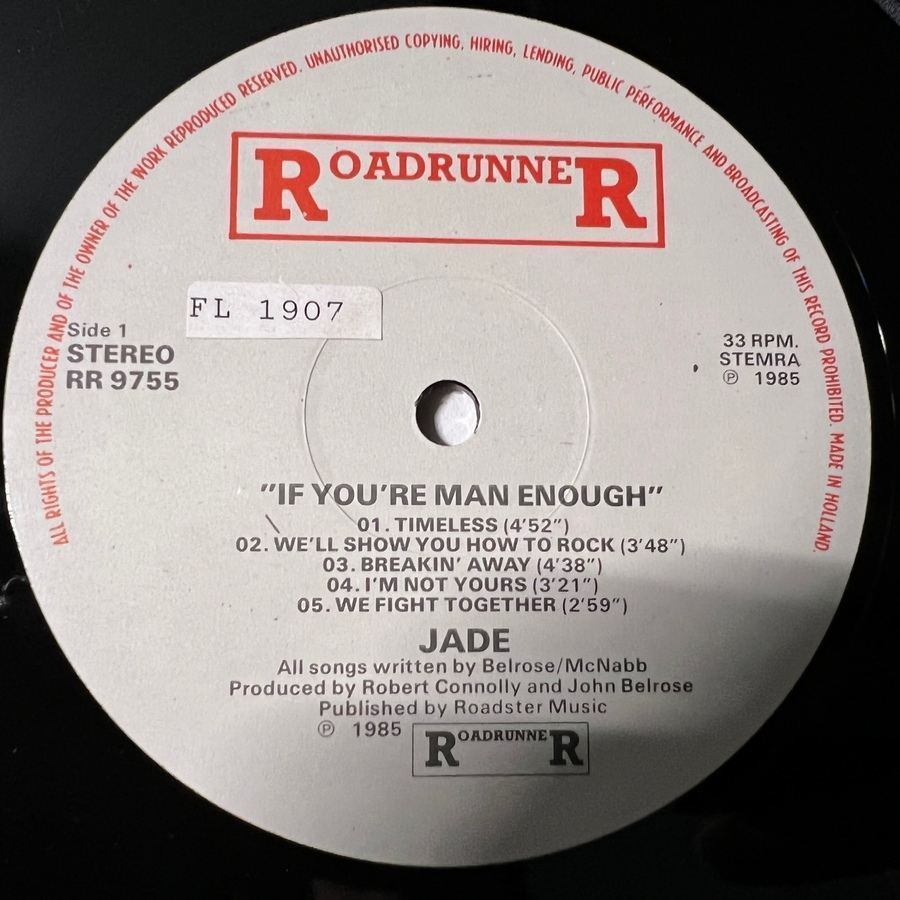 ALL RIGHTS OF THE PRODUCER AND OF THE OWNER OF THE WORK REPRODUCED RESERVED. UNAUTHORISED COPYING, HIRING, LENDING, PUBLIC PERFORMANCE AND BROADCASTING OF THIS RECORD PROHIBITED. MADE IN HOLLAND.
ROADRUNNER
FL 1907
Side 1
STEREO
RR 9755
33 RPM.
STEMRA
℗ 1985
"IF YOU'RE MAN ENOUGH"
01. TIMELESS (4'52")
02. WE'LL SHOW YOU HOW TO ROCK (3'48")
03. BREAKIN' AWAY (4'38")
04. I'M NOT YOURS (3'21")
05. WE FIGHT TOGETHER (2'59")
JADE
All songs written by Belrose/McNabb
Produced by Robert Connolly and John Belrose
Published by Roadster Music
℗ 1985 ROADRUNNER